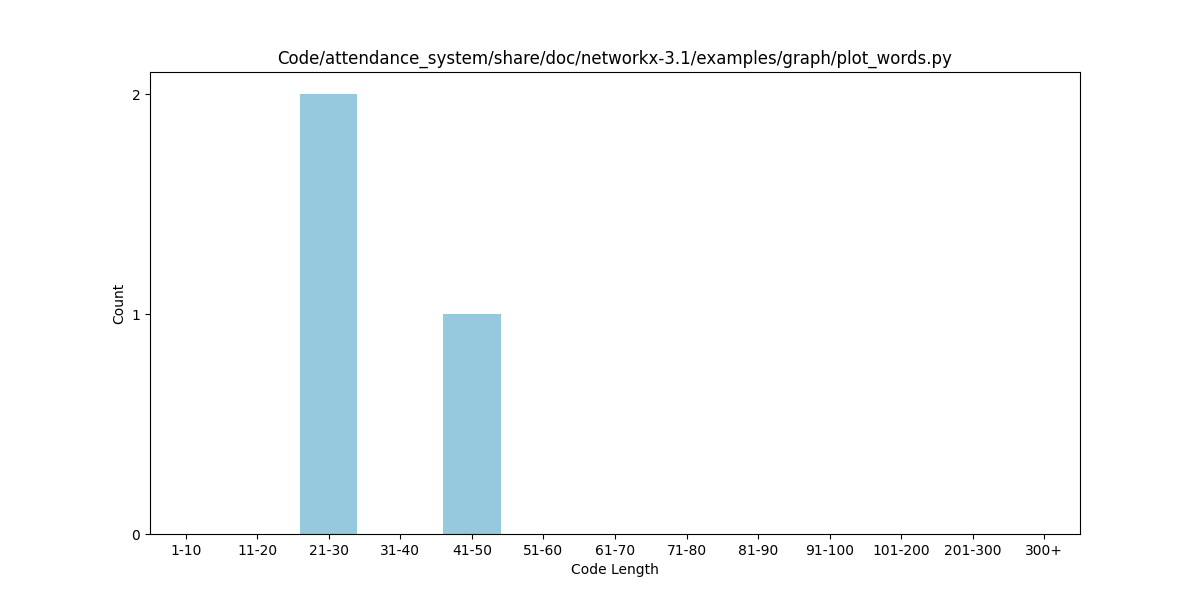 Code/attendance_system/share/doc/networkx-3.1/examples/graph/plot_words.py
2
1
0
Count
1-10 11-20 21-30 31-40 41-50 51-60 61-70 71-80 81-90 91-100 101-200 201-300 300+
Code Length